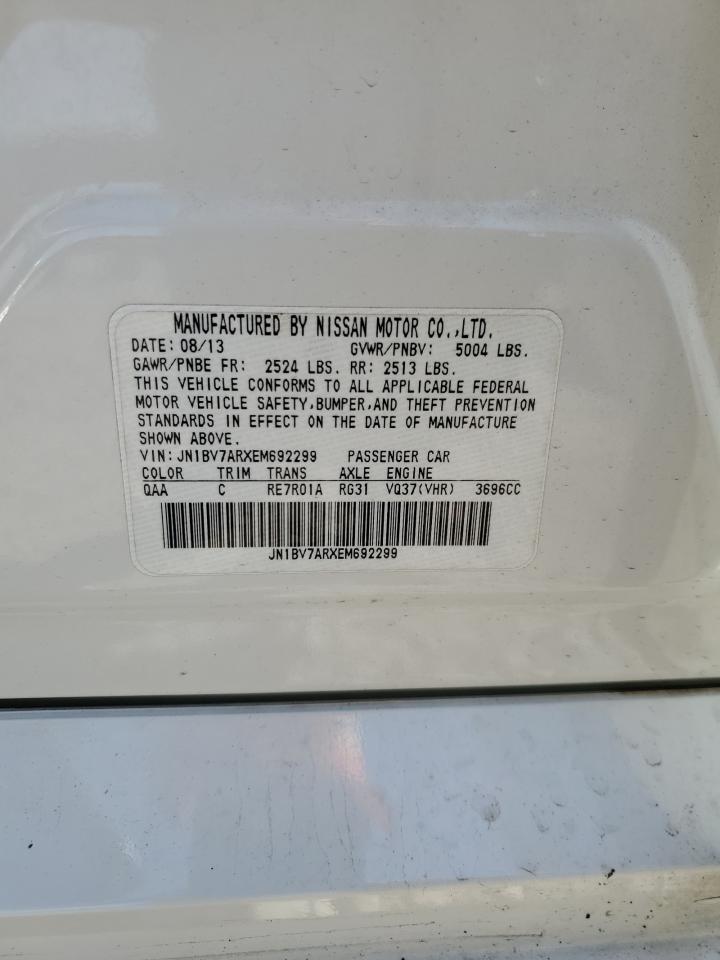 MANUFACTURED BY NISSAN MOTOR CO.,LTD.
DATE: 08/13 GVWR/PNBV: 5004 LBS.
GAWR/PNBE FR: 2524 LBS. RR: 2513 LBS.
THIS VEHICLE CONFORMS TO ALL APPLICABLE FEDERAL
MOTOR VEHICLE SAFETY,BUMPER,AND THEFT PREVENTION
STANDARDS IN EFFECT ON THE DATE OF MANUFACTURE
SHOWN ABOVE.
VIN: JN1BV7ARXEM692299 PASSENGER CAR
COLOR TRIM TRANS AXLE ENGINE
QAA C RE7R01A RG31 VQ37(VHR) 3696CC
JN1BV7ARXEM692299